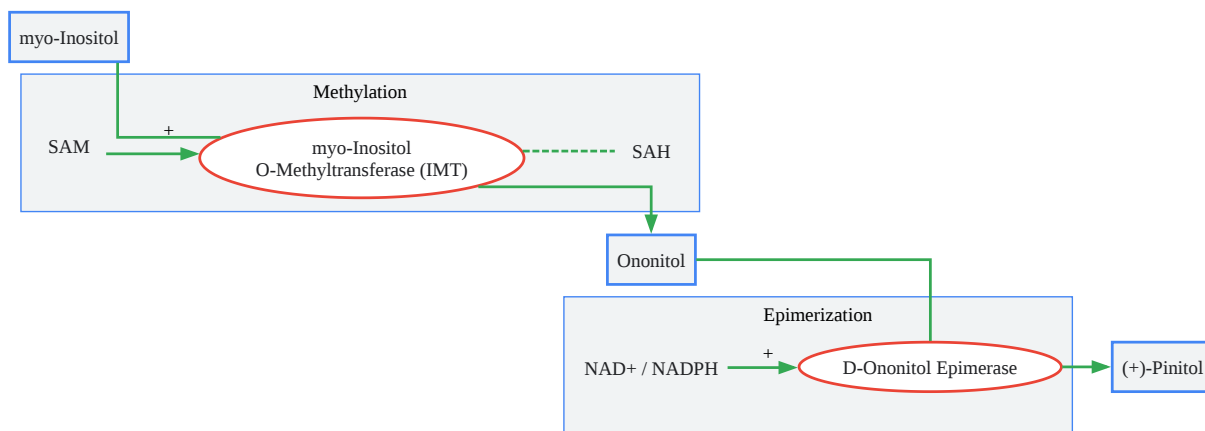 myo-Inositol
Methylation
+
SAM
myo-Inositol
O-Methyltransferase (IMT)
SAH
Ononitol
Epimerization
+
NAD+ / NADPH
D-Ononitol Epimerase
(+)-Pinitol